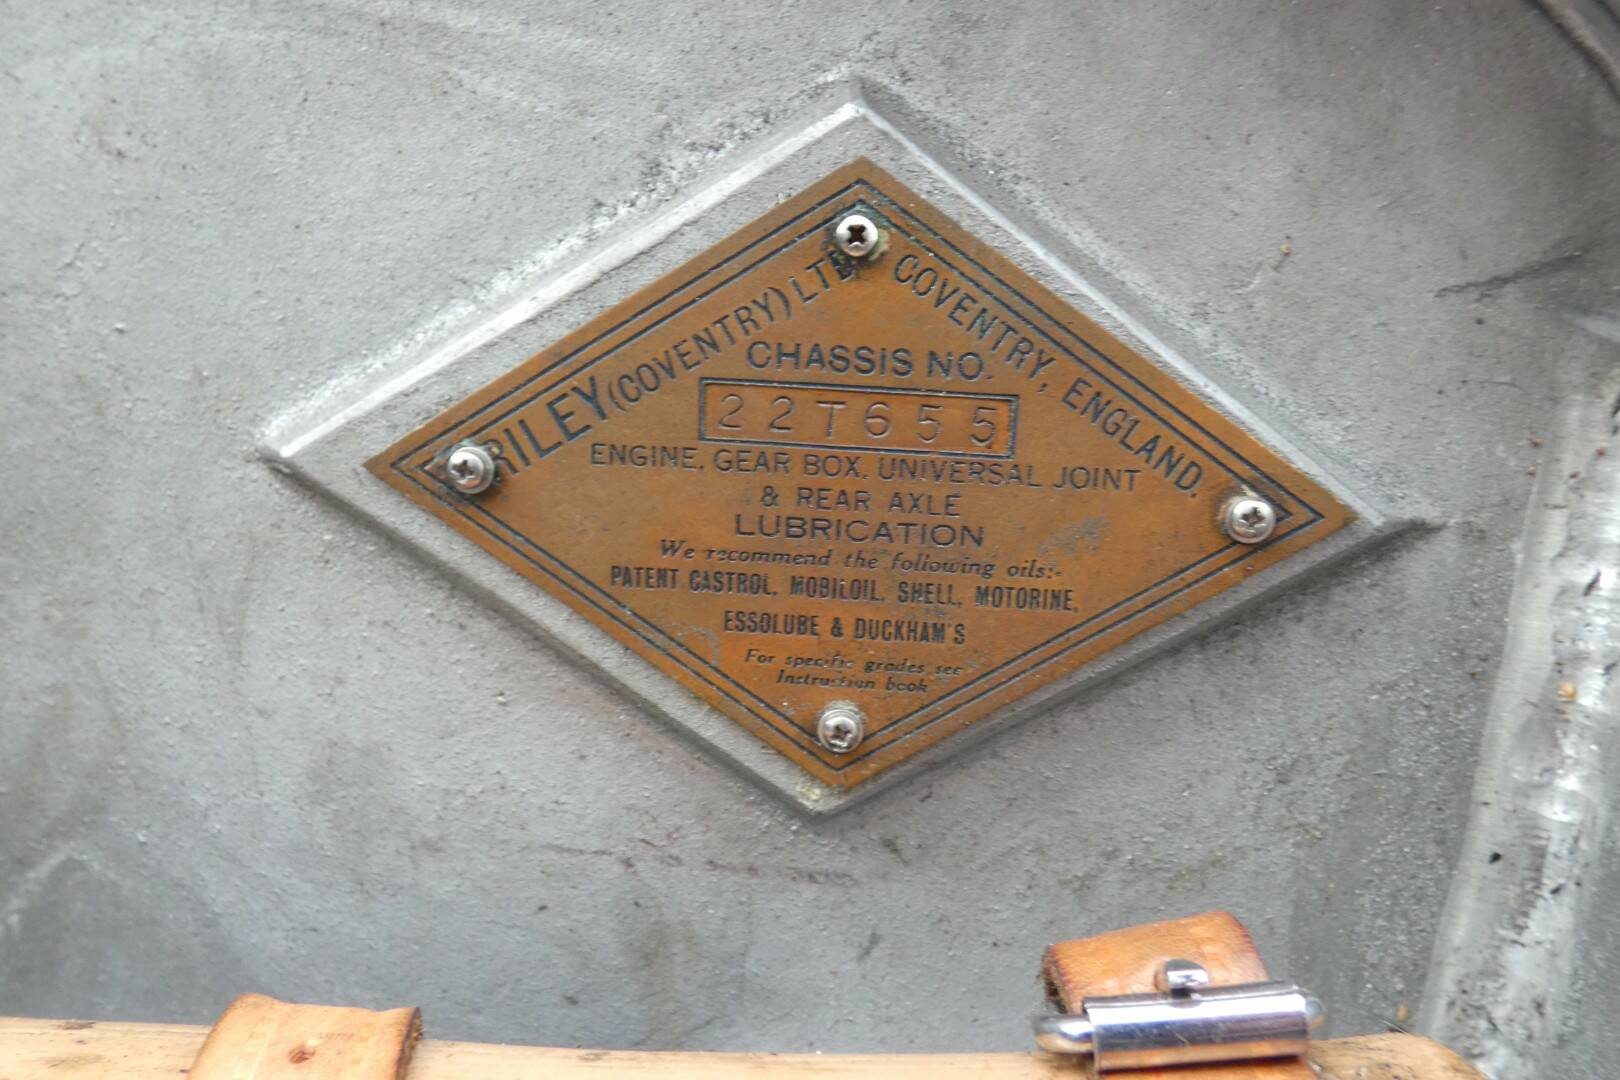 RILEY (COVENTRY) LTD COVENTRY, ENGLAND.
CHASSIS NO.
22T655
ENGINE, GEAR BOX, UNIVERSAL JOINT
& REAR AXLE
LUBRICATION
We recommend the following oils:-
PATENT CASTROL, MOBILOIL, SHELL, MOTORINE,
ESSOLUBE & DUCKHAM'S
For specific grades see
Instruction book